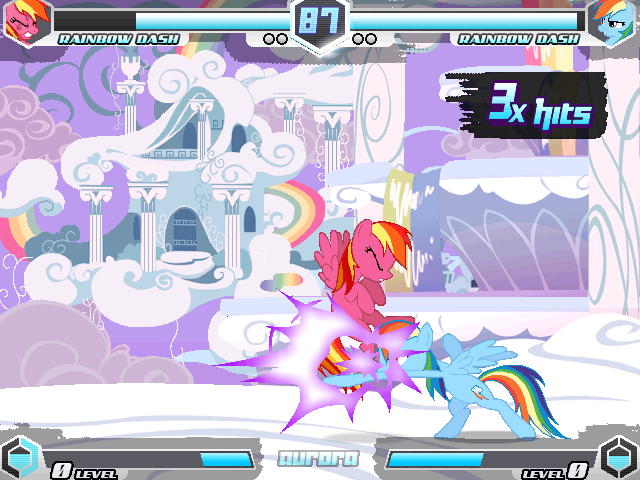 87
RAINBOW DASH
RAINBOW DASH
3x hits
0 LEVEL
aurora
LEVEL 0